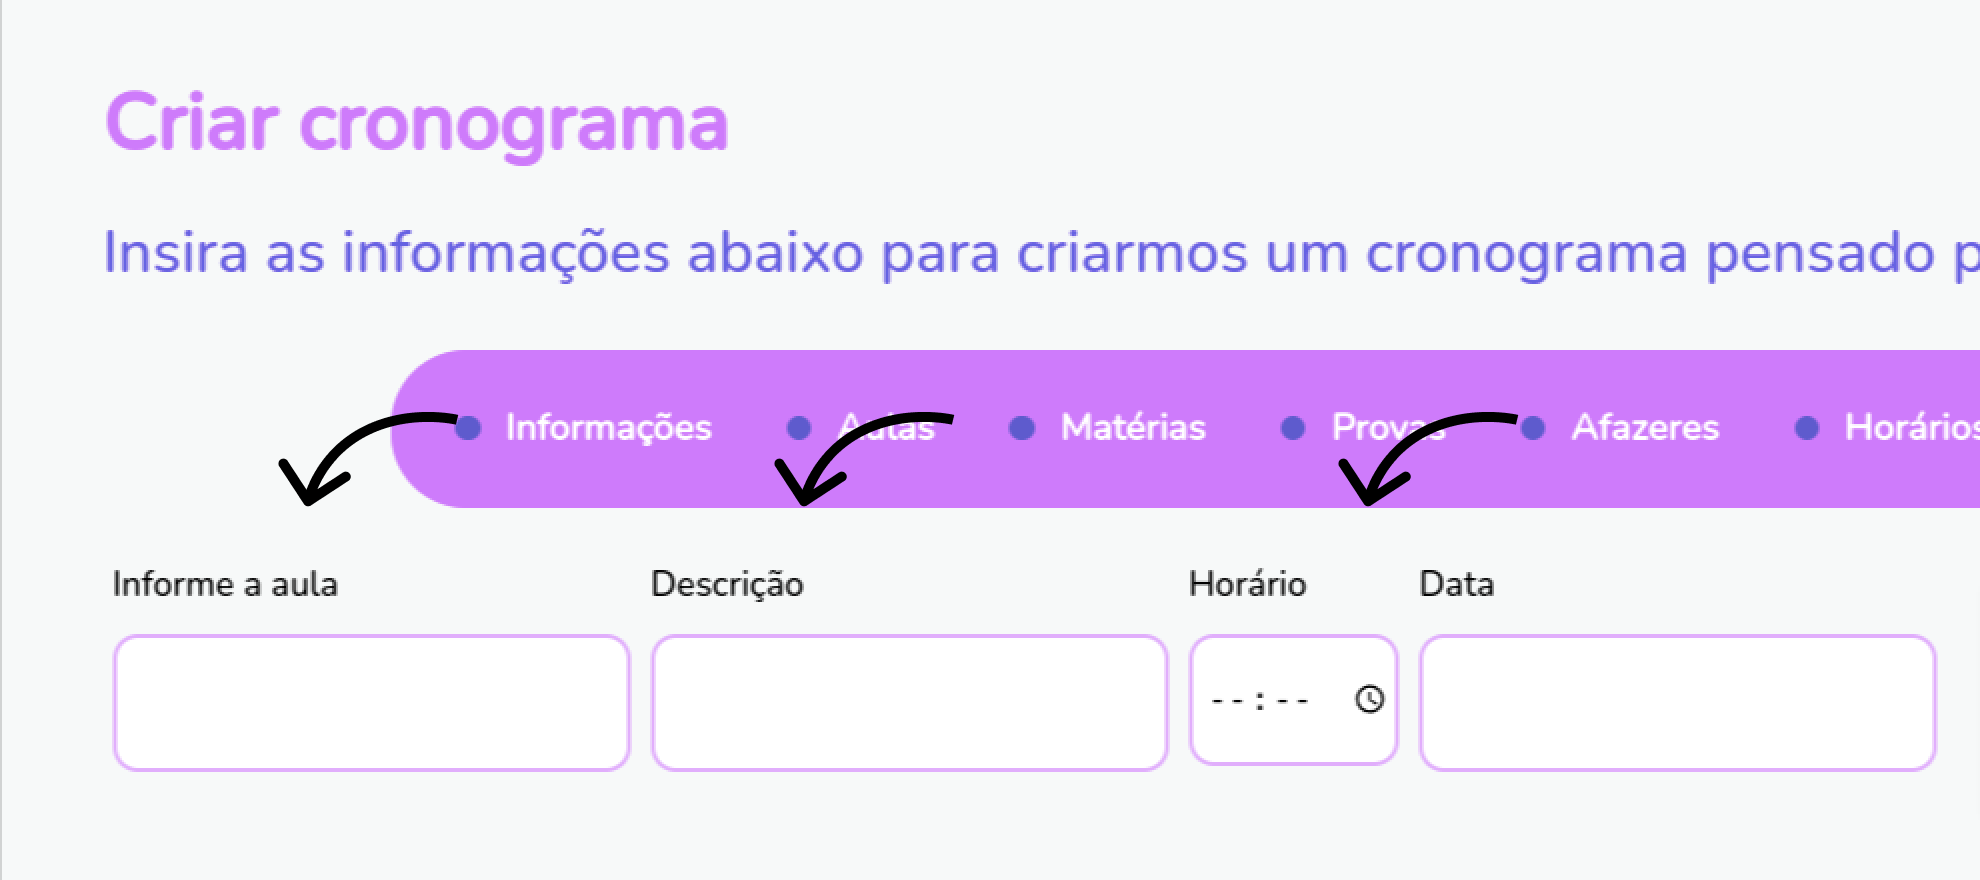 Criar cronograma
Insira as informações abaixo para criarmos um cronograma pensado p
Informações Aulas Matérias Provas Afazeres Horários
Informe a aula Descrição Horário Data
--:--